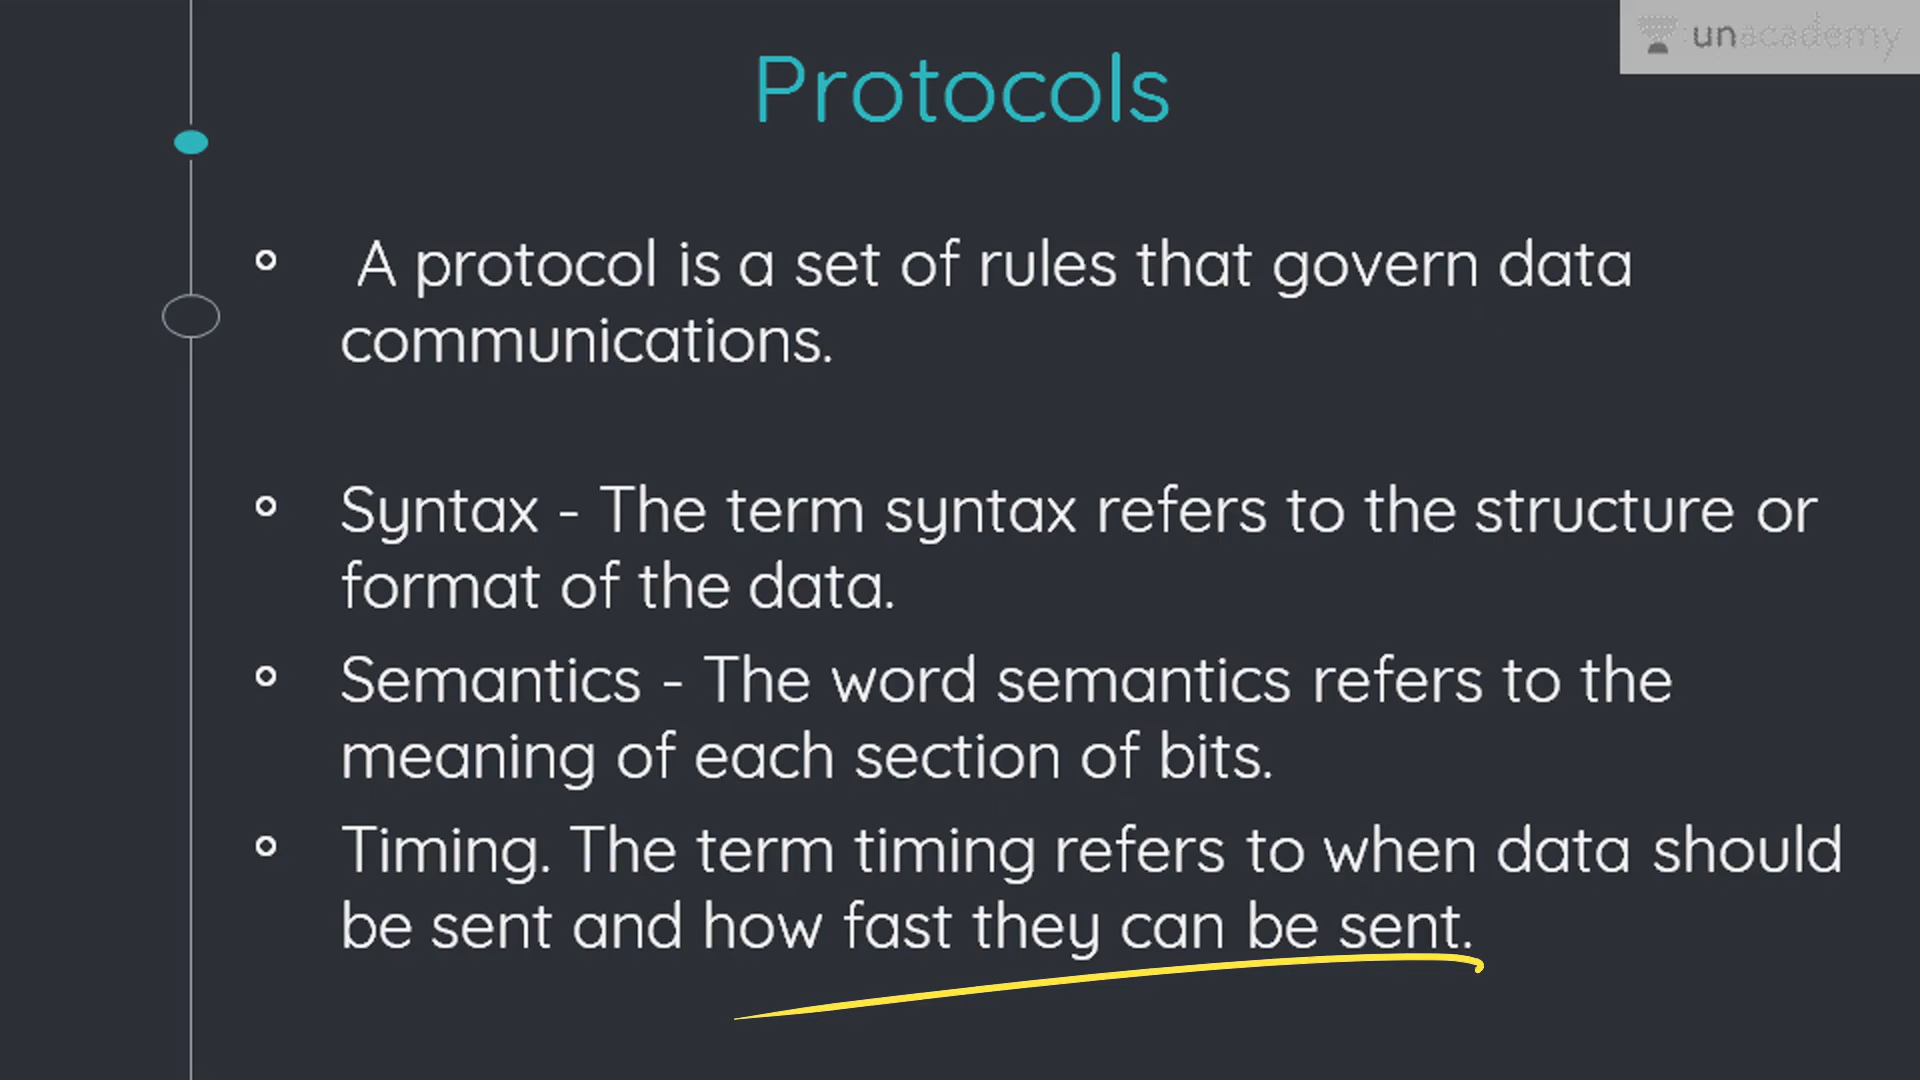 unacademy
Protocols
A protocol is a set of rules that govern data
communications.
Syntax - The term syntax refers to the structure or
format of the data.
Semantics - The word semantics refers to the
meaning of each section of bits.
Timing. The term timing refers to when data should
be sent and how fast they can be sent.